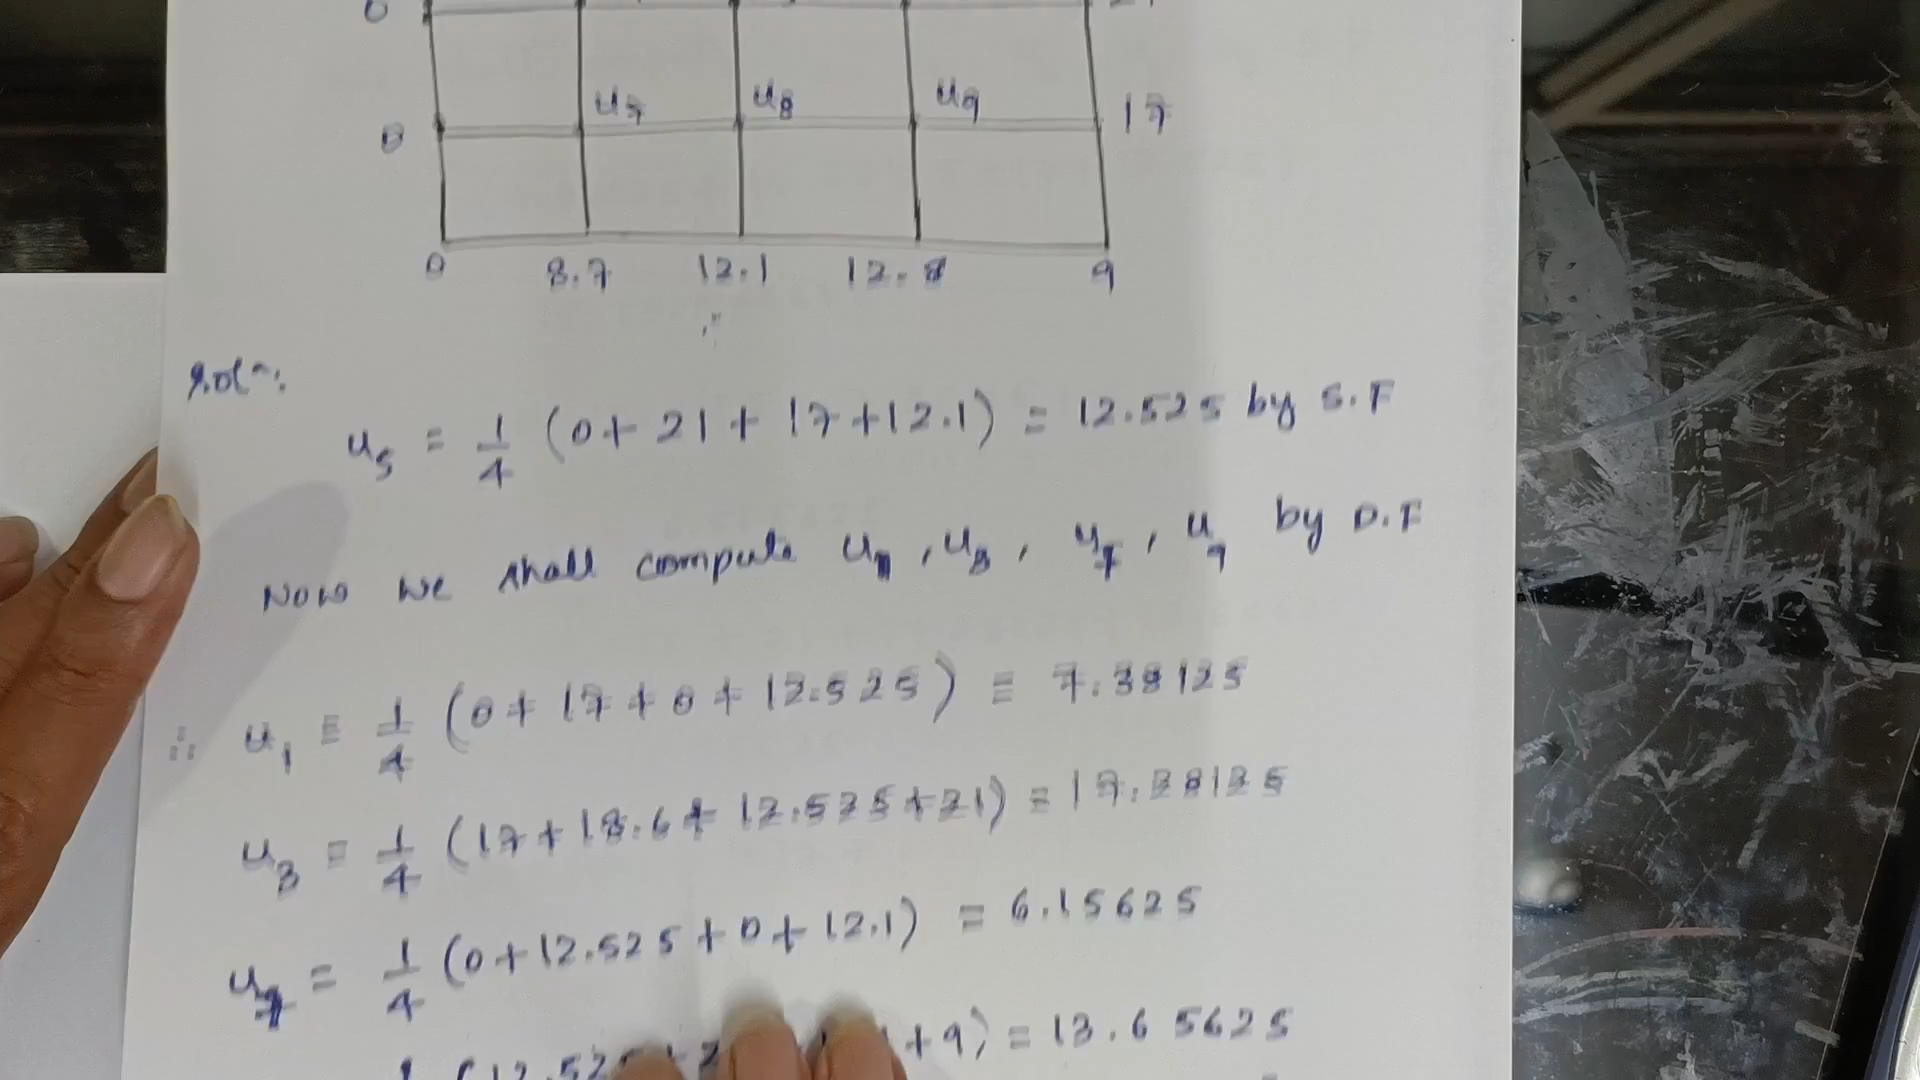 0 21
u7 u8 u9
0 17
0 8.7 12.1 12.8 9
Soln:
u5 = 1/4 (0+21+17+12.1) = 12.525 by S.F
Now we shall compute u1, u3, u7, u9 by D.F
∴ u1 = 1/4 (0+17+0+12.525) = 7.38125
u3 = 1/4 (17+18.6+12.525+21) = 17.28125
u7 = 1/4 (0+12.525+0+12.1) = 6.15625
+9) = 13.65625